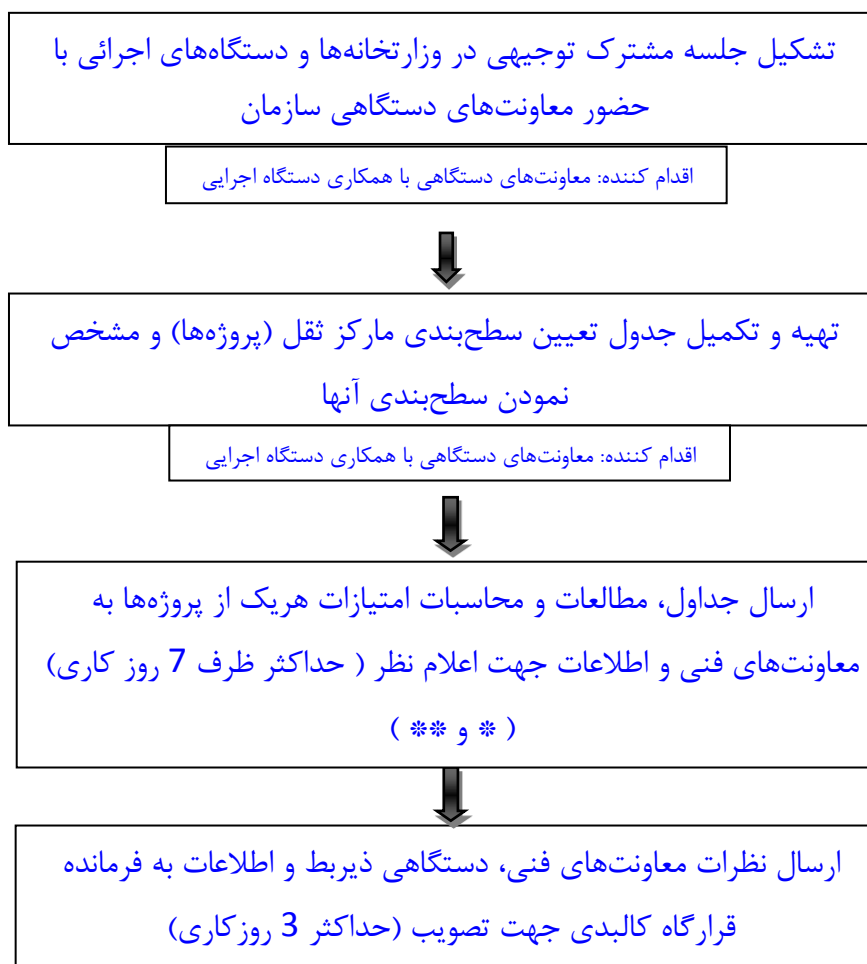 تشکیل جلسه مشترک توجیهی در وزارتخانه‌ها و دستگاه‌های اجرائی با
حضور معاونت‌های دستگاهی سازمان
اقدام کننده: معاونت‌های دستگاهی با همکاری دستگاه اجرایی
تهیه و تکمیل جدول تعیین سطح‌بندی مارکز ثقل (پروژه‌ها) و مشخص
نمودن سطح‌بندی آنها
اقدام کننده: معاونت‌های دستگاهی با همکاری دستگاه اجرایی
ارسال جداول، مطالعات و محاسبات امتیازات هریک از پروژه‌ها به
معاونت‌های فنی و اطلاعات جهت اعلام نظر ( حداکثر ظرف 7 روز کاری)
( * و ** )
ارسال نظرات معاونت‌های فنی، دستگاهی ذیربط و اطلاعات به فرمانده
قرارگاه کالبدی جهت تصویب (حداکثر 3 روزکاری)